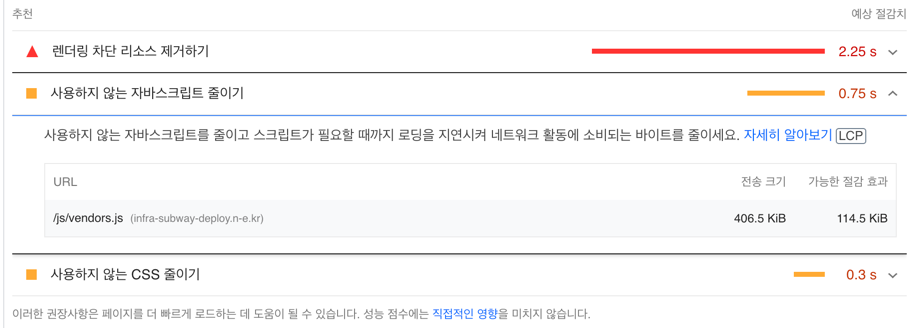 추천 예상 절감치
렌더링 차단 리소스 제거하기 2.25 s
사용하지 않는 자바스크립트 줄이기 0.75 s
사용하지 않는 자바스크립트를 줄이고 스크립트가 필요할 때까지 로딩을 지연시켜 네트워크 활동에 소비되는 바이트를 줄이세요. 자세히 알아보기 LCP
URL 전송 크기 가능한 절감 효과
/js/vendors.js (infra-subway-deploy.n-e.kr) 406.5 KiB 114.5 KiB
사용하지 않는 CSS 줄이기 0.3 s
이러한 권장사항은 페이지를 더 빠르게 로드하는 데 도움이 될 수 있습니다. 성능 점수에는 직접적인 영향을 미치지 않습니다.